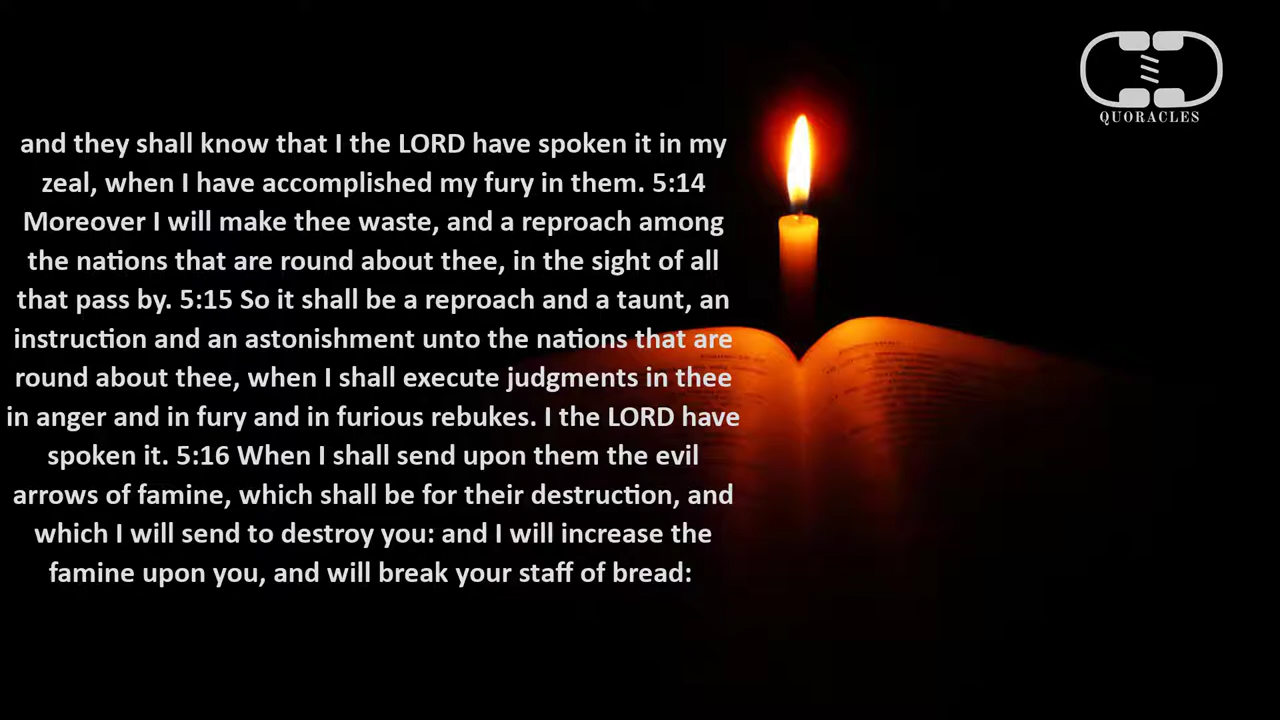 QUORACLES
and they shall know that I the LORD have spoken it in my
zeal, when I have accomplished my fury in them. 5:14
Moreover I will make thee waste, and a reproach among
the nations that are round about thee, in the sight of all
that pass by. 5:15 So it shall be a reproach and a taunt, an
instruction and an astonishment unto the nations that are
round about thee, when I shall execute judgments in thee
in anger and in fury and in furious rebukes. I the LORD have
spoken it. 5:16 When I shall send upon them the evil
arrows of famine, which shall be for their destruction, and
which I will send to destroy you: and I will increase the
famine upon you, and will break your staff of bread: